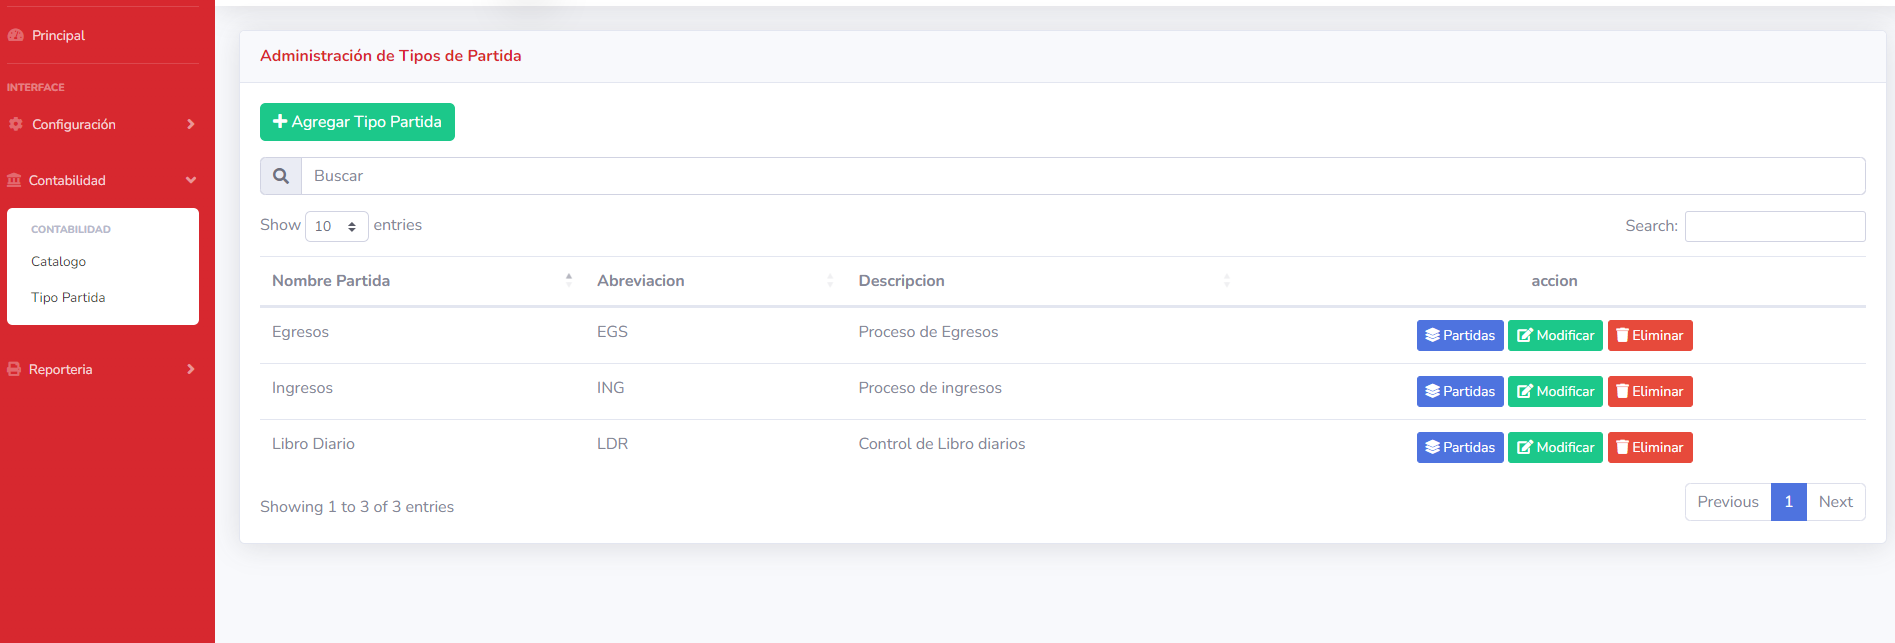 Principal
INTERFACE
Configuración
Contabilidad
CONTABILIDAD
Catalogo
Tipo Partida
Reporteria
Administración de Tipos de Partida
Agregar Tipo Partida
Buscar
Show 10 entries
Search:
Nombre Partida Abreviacion Descripcion accion
Egresos EGS Proceso de Egresos Partidas Modificar Eliminar
Ingresos ING Proceso de ingresos Partidas Modificar Eliminar
Libro Diario LDR Control de Libro diarios Partidas Modificar Eliminar
Showing 1 to 3 of 3 entries
Previous 1 Next